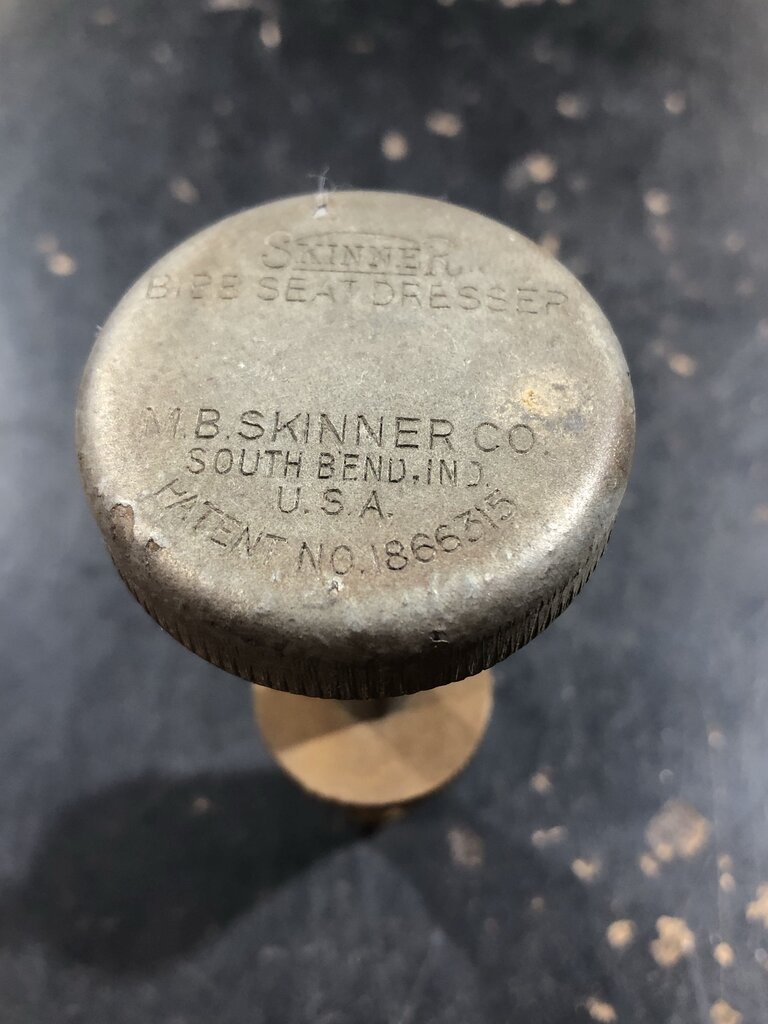 SKINNER
BIBB SEAT DRESSER
M.B. SKINNER CO.
SOUTH BEND, IND.
U.S.A.
PATENT NO. 1866315